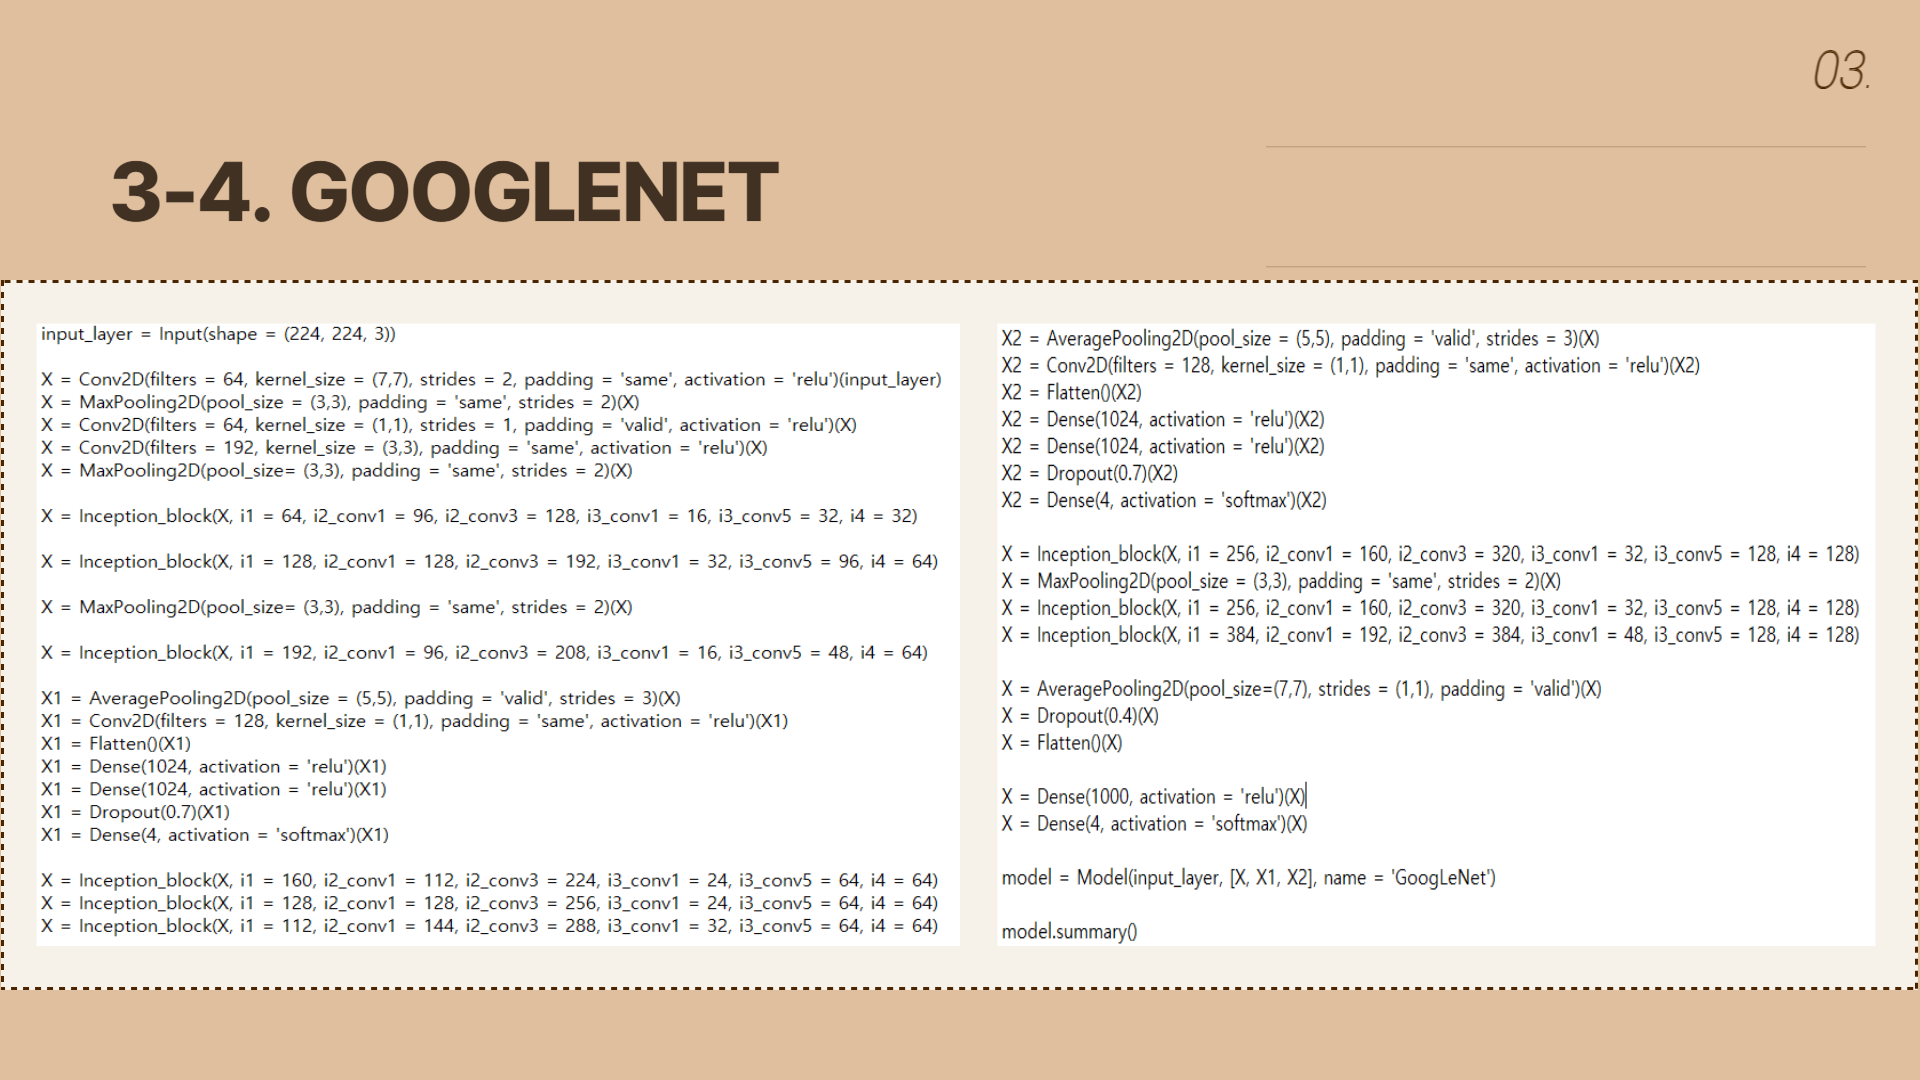 03.
3-4. GOOGLENET
input_layer = Input(shape = (224, 224, 3))
X = Conv2D(filters = 64, kernel_size = (7,7), strides = 2, padding = 'same', activation = 'relu')(input_layer)
X = MaxPooling2D(pool_size = (3,3), padding = 'same', strides = 2)(X)
X = Conv2D(filters = 64, kernel_size = (1,1), strides = 1, padding = 'valid', activation = 'relu')(X)
X = Conv2D(filters = 192, kernel_size = (3,3), padding = 'same', activation = 'relu')(X)
X = MaxPooling2D(pool_size= (3,3), padding = 'same', strides = 2)(X)
X = Inception_block(X, i1 = 64, i2_conv1 = 96, i2_conv3 = 128, i3_conv1 = 16, i3_conv5 = 32, i4 = 32)
X = Inception_block(X, i1 = 128, i2_conv1 = 128, i2_conv3 = 192, i3_conv1 = 32, i3_conv5 = 96, i4 = 64)
X = MaxPooling2D(pool_size= (3,3), padding = 'same', strides = 2)(X)
X = Inception_block(X, i1 = 192, i2_conv1 = 96, i2_conv3 = 208, i3_conv1 = 16, i3_conv5 = 48, i4 = 64)
X1 = AveragePooling2D(pool_size = (5,5), padding = 'valid', strides = 3)(X)
X1 = Conv2D(filters = 128, kernel_size = (1,1), padding = 'same', activation = 'relu')(X1)
X1 = Flatten()(X1)
X1 = Dense(1024, activation = 'relu')(X1)
X1 = Dense(1024, activation = 'relu')(X1)
X1 = Dropout(0.7)(X1)
X1 = Dense(4, activation = 'softmax')(X1)
X = Inception_block(X, i1 = 160, i2_conv1 = 112, i2_conv3 = 224, i3_conv1 = 24, i3_conv5 = 64, i4 = 64)
X = Inception_block(X, i1 = 128, i2_conv1 = 128, i2_conv3 = 256, i3_conv1 = 24, i3_conv5 = 64, i4 = 64)
X = Inception_block(X, i1 = 112, i2_conv1 = 144, i2_conv3 = 288, i3_conv1 = 32, i3_conv5 = 64, i4 = 64)
X2 = AveragePooling2D(pool_size = (5,5), padding = 'valid', strides = 3)(X)
X2 = Conv2D(filters = 128, kernel_size = (1,1), padding = 'same', activation = 'relu')(X2)
X2 = Flatten()(X2)
X2 = Dense(1024, activation = 'relu')(X2)
X2 = Dense(1024, activation = 'relu')(X2)
X2 = Dropout(0.7)(X2)
X2 = Dense(4, activation = 'softmax')(X2)
X = Inception_block(X, i1 = 256, i2_conv1 = 160, i2_conv3 = 320, i3_conv1 = 32, i3_conv5 = 128, i4 = 128)
X = MaxPooling2D(pool_size = (3,3), padding = 'same', strides = 2)(X)
X = Inception_block(X, i1 = 256, i2_conv1 = 160, i2_conv3 = 320, i3_conv1 = 32, i3_conv5 = 128, i4 = 128)
X = Inception_block(X, i1 = 384, i2_conv1 = 192, i2_conv3 = 384, i3_conv1 = 48, i3_conv5 = 128, i4 = 128)
X = AveragePooling2D(pool_size=(7,7), strides = (1,1), padding = 'valid')(X)
X = Dropout(0.4)(X)
X = Flatten()(X)
X = Dense(1000, activation = 'relu')(X)
X = Dense(4, activation = 'softmax')(X)
model = Model(input_layer, [X, X1, X2], name = 'GoogLeNet')
model.summary()